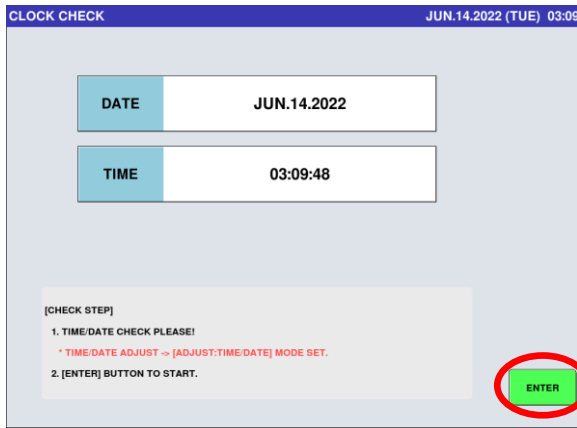 CLOCK CHECK JUN.14.2022 (TUE) 03:09
DATE JUN.14.2022
TIME 03:09:48
[CHECK STEP]
1. TIME/DATE CHECK PLEASE!
* TIME/DATE ADJUST -> [ADJUST:TIME/DATE] MODE SET.
2. [ENTER] BUTTON TO START.
ENTER